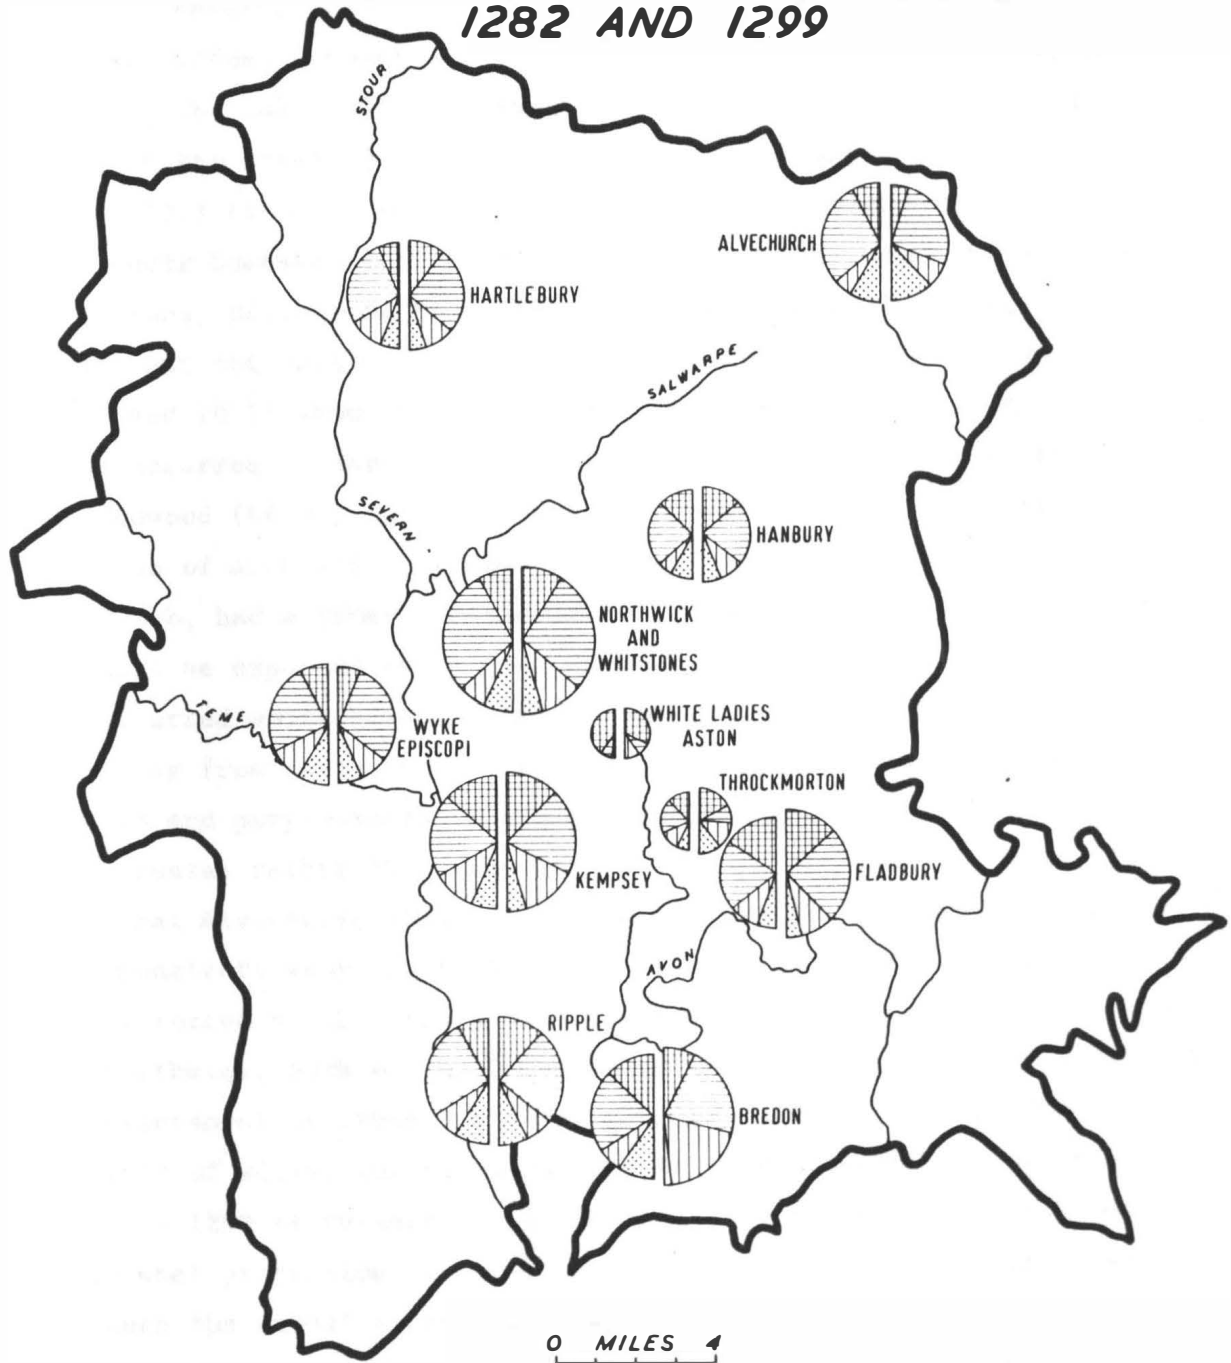 1282 AND 1299
STOUR
ALVECHURCH
HARTLEBURY
SALWARPE
SEVERN
HANBURY
NORTHWICK
AND
WHITSTONES
TEME
WYKE
EPISCOPI
WHITE LADIES
ASTON
THROCKMORTON
KEMPSEY
FLADBURY
AVON
RIPPLE
BREDON
0 MILES 4